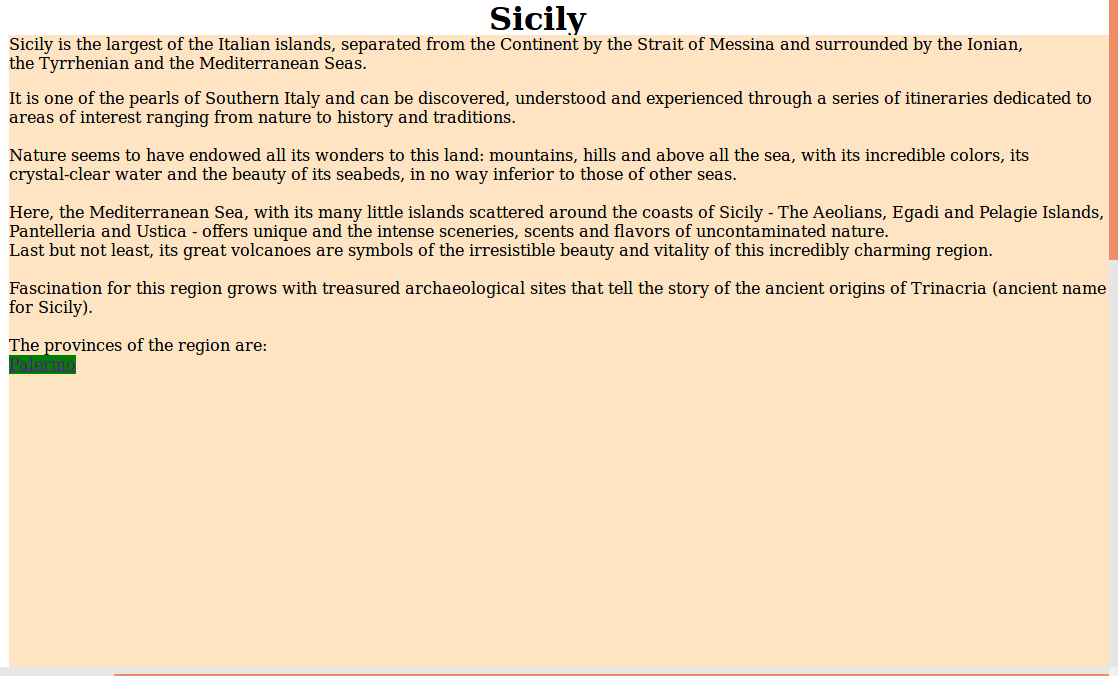 Sicily
Sicily is the largest of the Italian islands, separated from the Continent by the Strait of Messina and surrounded by the Ionian,
the Tyrrhenian and the Mediterranean Seas.
It is one of the pearls of Southern Italy and can be discovered, understood and experienced through a series of itineraries dedicated to
areas of interest ranging from nature to history and traditions.
Nature seems to have endowed all its wonders to this land: mountains, hills and above all the sea, with its incredible colors, its
crystal-clear water and the beauty of its seabeds, in no way inferior to those of other seas.
Here, the Mediterranean Sea, with its many little islands scattered around the coasts of Sicily - The Aeolians, Egadi and Pelagie Islands,
Pantelleria and Ustica - offers unique and the intense sceneries, scents and flavors of uncontaminated nature.
Last but not least, its great volcanoes are symbols of the irresistible beauty and vitality of this incredibly charming region.
Fascination for this region grows with treasured archaeological sites that tell the story of the ancient origins of Trinacria (ancient name
for Sicily).
The provinces of the region are:
Palermo